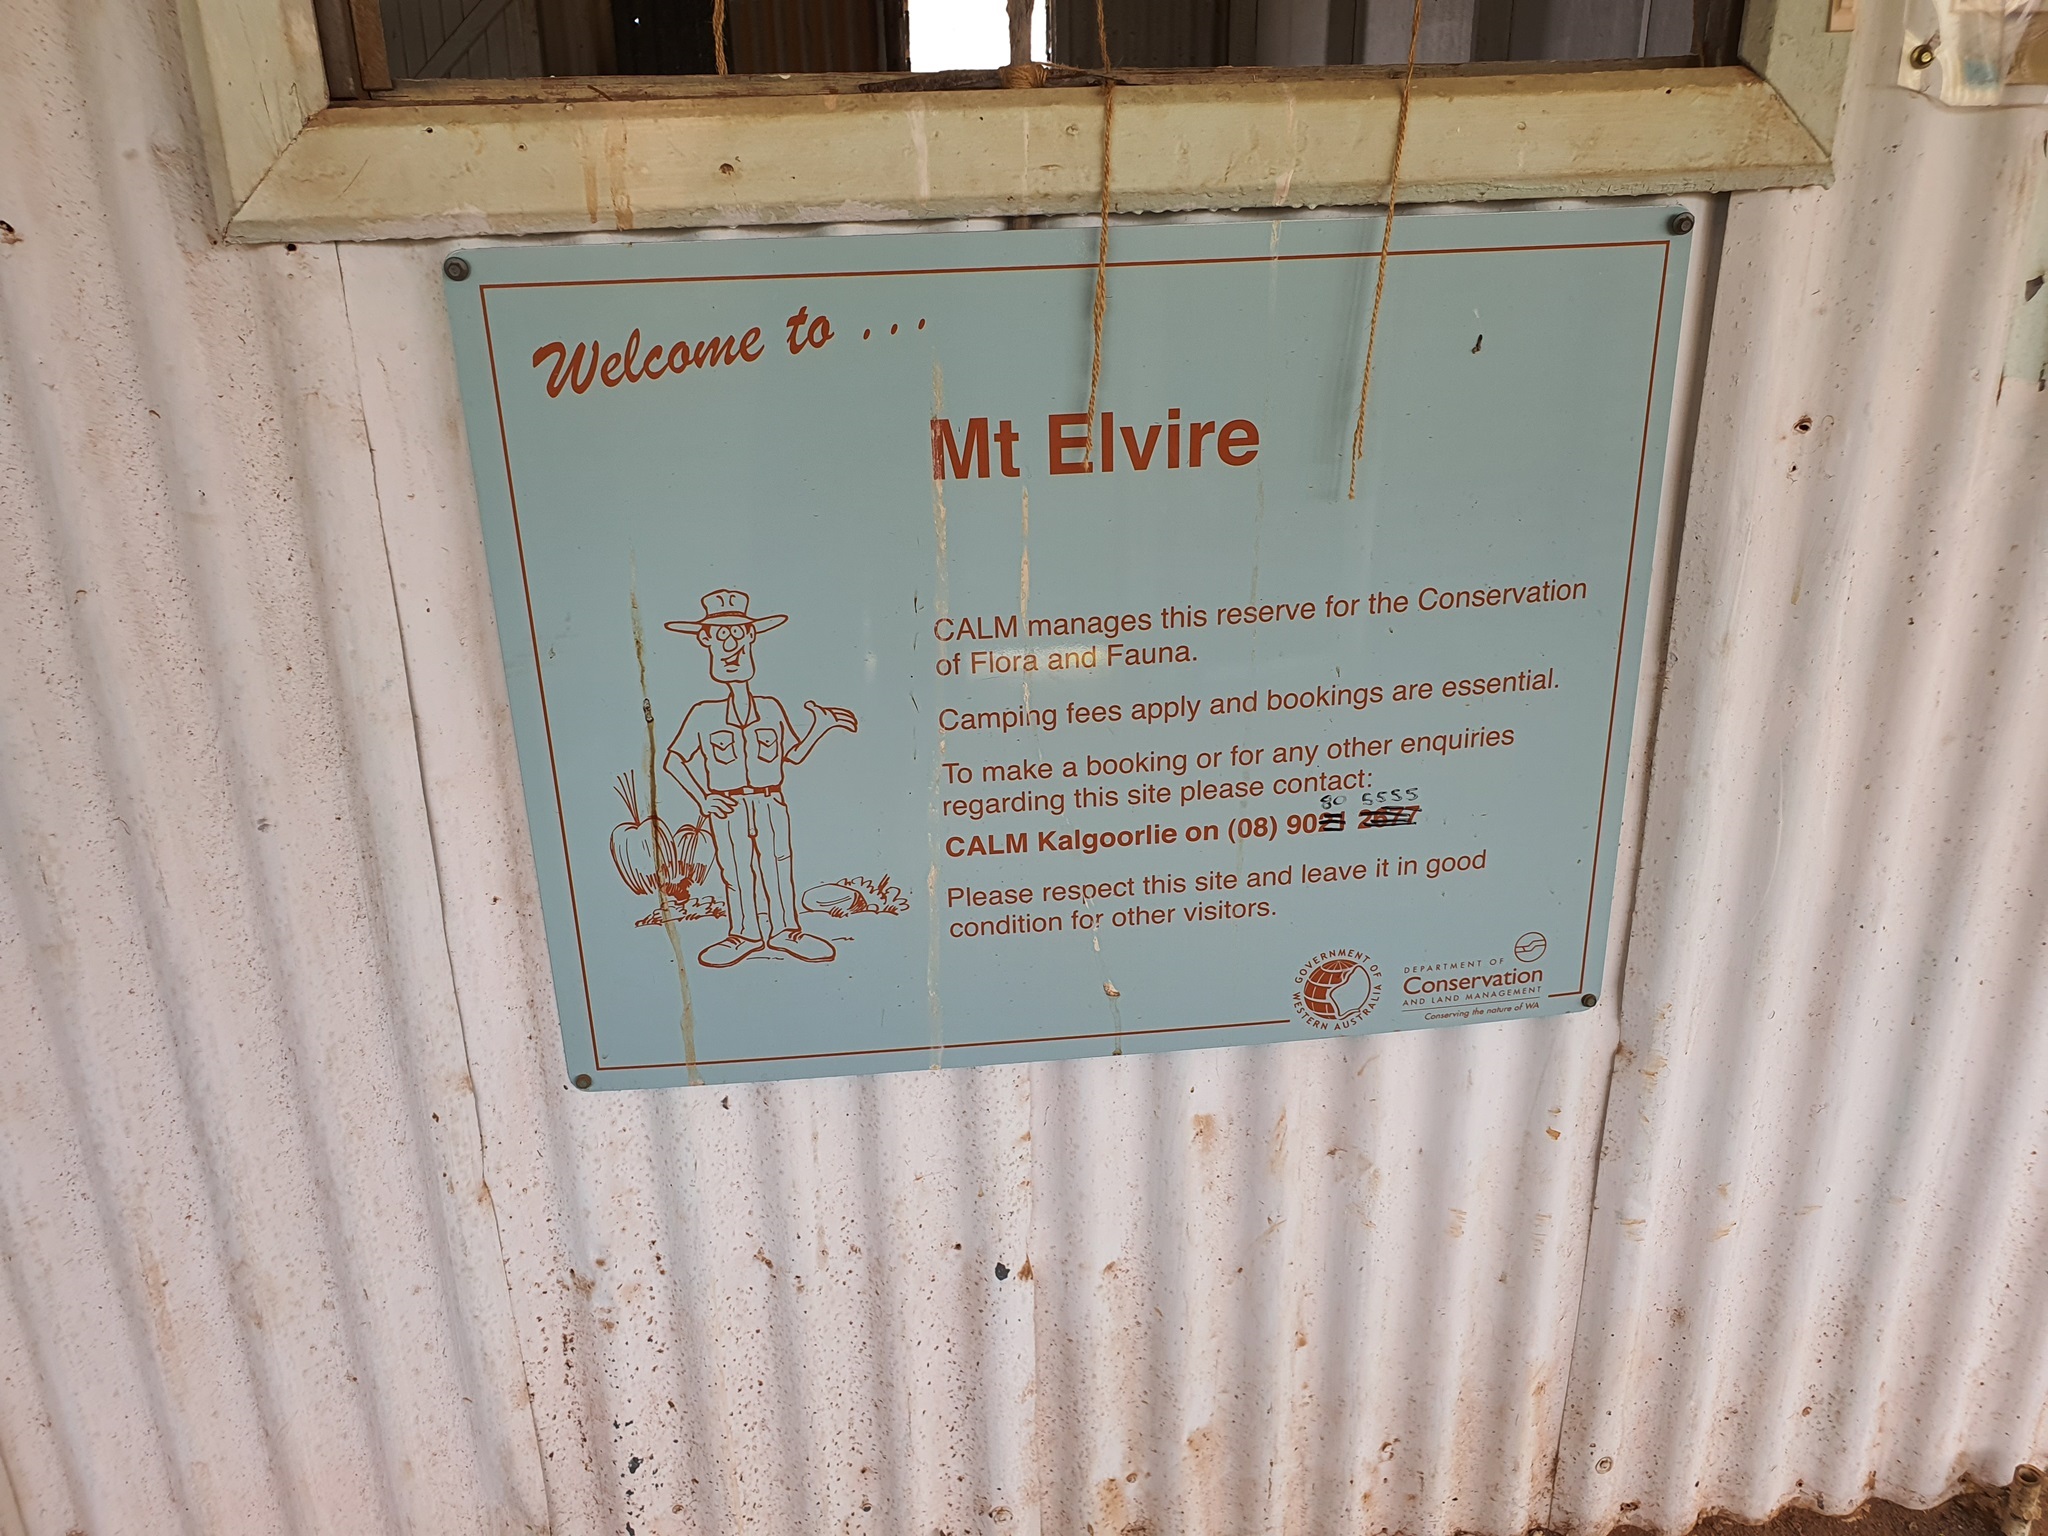 Welcome to ...
Mt Elvire
CALM manages this reserve for the Conservation
of Flora and Fauna.
Camping fees apply and bookings are essential.
To make a booking or for any other enquiries
regarding this site please contact:
80 5555
CALM Kalgoorlie on (08) 9021 2677
Please respect this site and leave it in good
condition for other visitors.
GOVERNMENT OF
WESTERN AUSTRALIA
DEPARTMENT OF
Conservation
AND LAND MANAGEMENT
Conserving the nature of WA